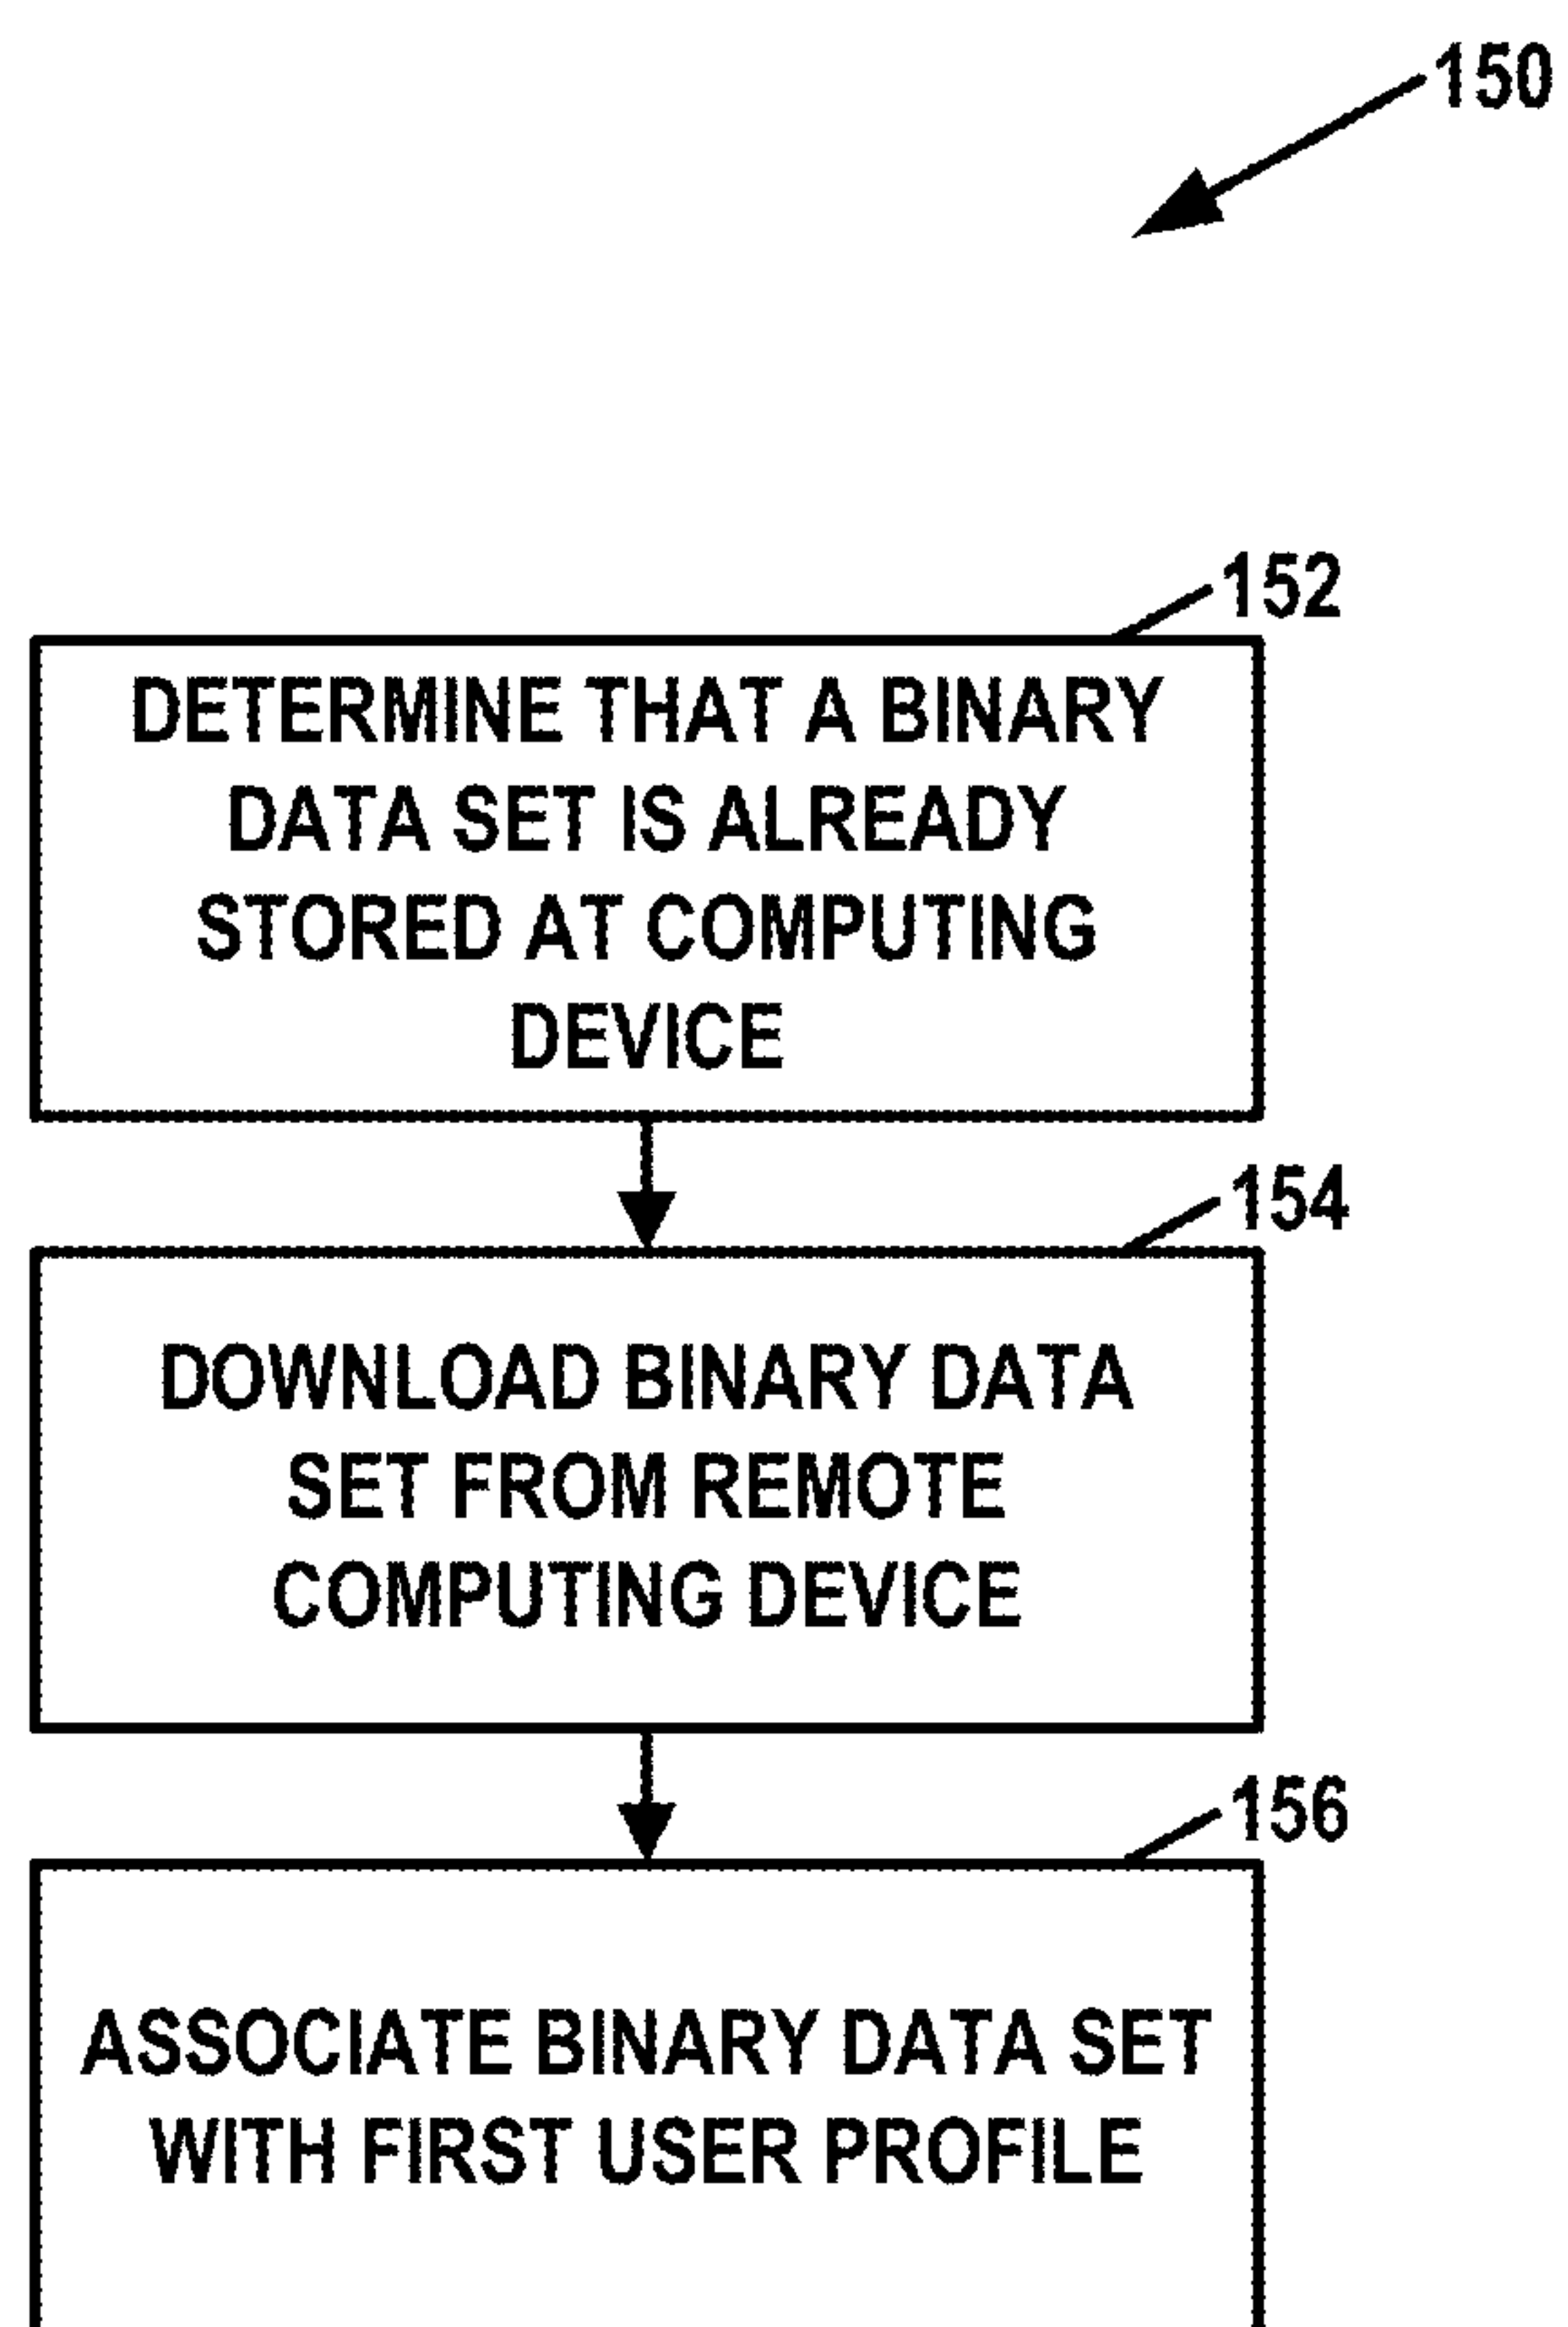 150
152
DETERMINE THAT A BINARY
DATA SET IS ALREADY
STORED AT COMPUTING
DEVICE
154
DOWNLOAD BINARY DATA
SET FROM REMOTE
COMPUTING DEVICE
156
ASSOCIATE BINARY DATA SET
WITH FIRST USER PROFILE